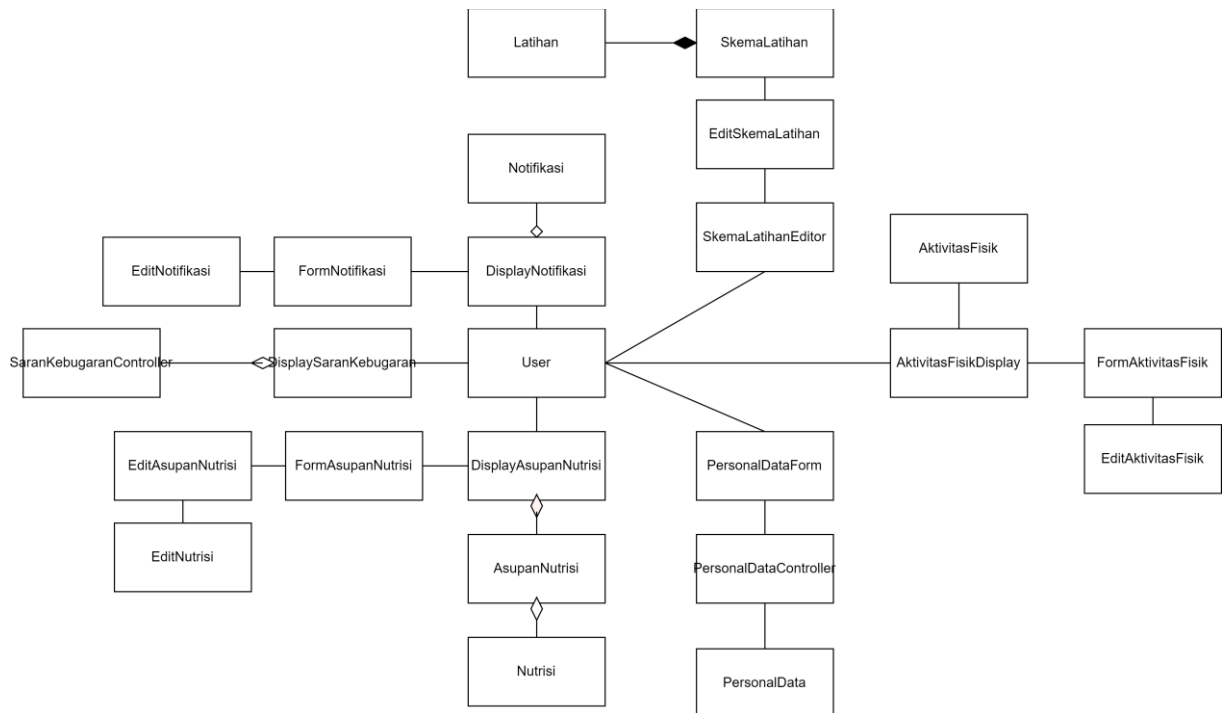 Latihan
SkemaLatihan
EditSkemaLatihan
Notifikasi
SkemaLatihanEditor
AktivitasFisik
EditNotifikasi
FormNotifikasi
DisplayNotifikasi
SaranKebugaranController
DisplaySaranKebugaran
User
AktivitasFisikDisplay
FormAktivitasFisik
EditAsupanNutrisi
FormAsupanNutrisi
DisplayAsupanNutrisi
PersonalDataForm
EditAktivitasFisik
EditNutrisi
AsupanNutrisi
PersonalDataController
Nutrisi
PersonalData